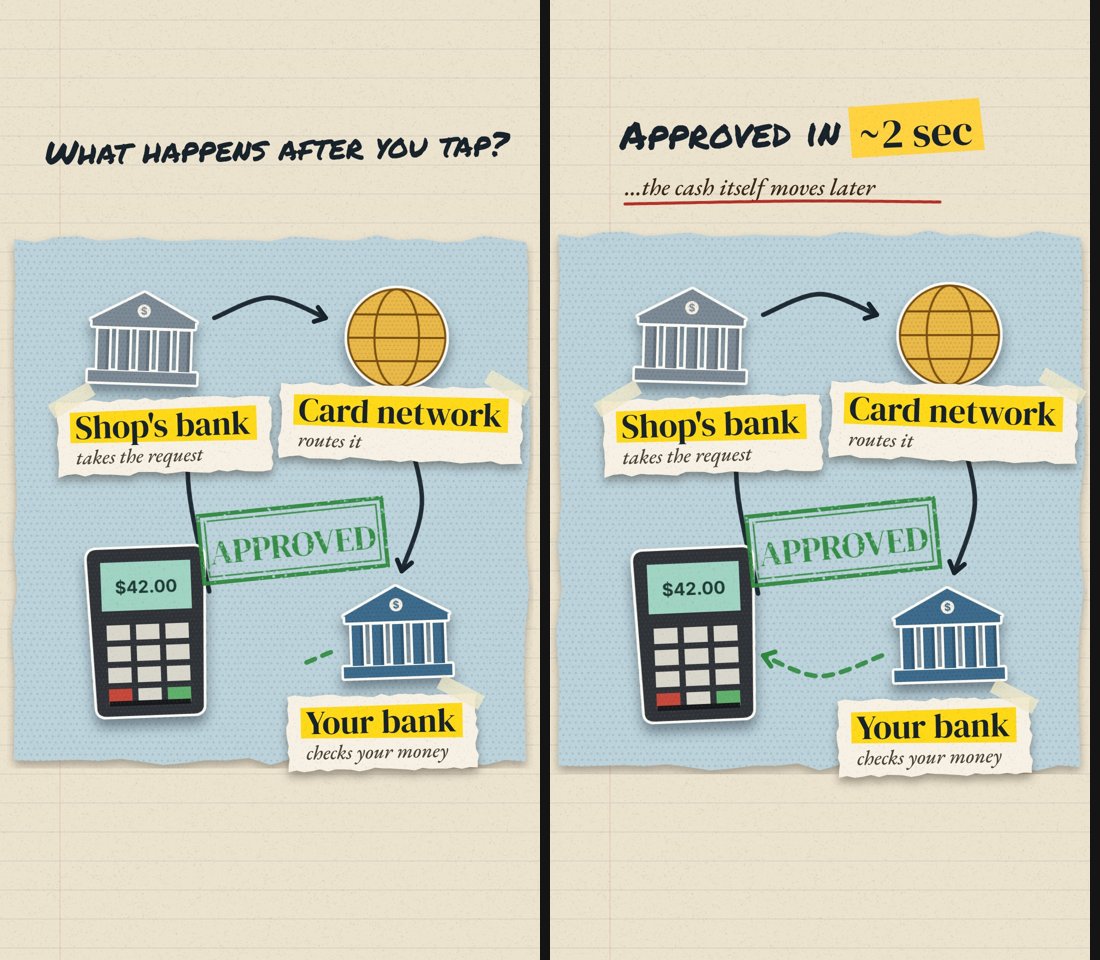 What happens after you tap?
$
Shop's bank
takes the request
Card network
routes it
APPROVED
$42.00
$
Your bank
checks your money
Approved in ~2 sec
...the cash itself moves later
$
Shop's bank
takes the request
Card network
routes it
APPROVED
$42.00
$
Your bank
checks your money